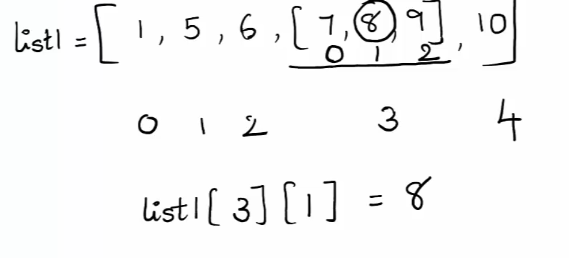 list1 = [ 1, 5, 6, [ 7, 8, 9 ], 10 ]
0 1 2
0 1 2 3 4
list1[ 3 ] [ 1 ] = 8